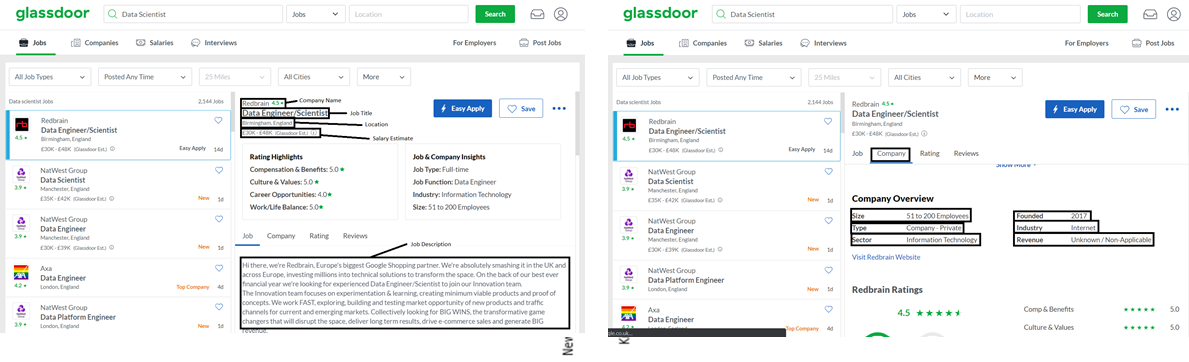 glassdoor
Data Scientist
Jobs
Location
Search
Jobs
Companies
Salaries
Interviews
For Employers
Post Jobs
All Job Types
Posted Any Time
25 Miles
All Cities
More
Data scientist Jobs
2,144 Jobs
Redbrain
Data Engineer/Scientist
Birmingham, England
£30K - £48K (Glassdoor Est.)
4.5
Easy Apply
14d
NatWest Group
Data Scientist
Manchester, England
£35K - £42K (Glassdoor Est.)
3.9
New
1d
NatWest Group
Data Engineer
Manchester, England
£30K - £39K (Glassdoor Est.)
3.9
New
1d
Axa
Data Engineer
London, England
4.2
Top Company
4d
NatWest Group
Data Platform Engineer
London, England
3.9
New
1d
Redbrain 4.5
Company Name
Data Engineer/Scientist
Job Title
Birmingham, England
Location
£30K - £48K (Glassdoor Est.)
Salary Estimate
Easy Apply
Save
Rating Highlights
Compensation & Benefits: 5.0
Culture & Values: 5.0
Career Opportunities: 4.0
Work/Life Balance: 5.0
Job & Company Insights
Job Type: Full-time
Job Function: Data Engineer
Industry: Information Technology
Size: 51 to 200 Employees
Job
Company
Rating
Reviews
Job Description
Hi there, we're Redbrain, Europe's biggest Google Shopping partner. We're absolutely smashing it in the UK and
across Europe, investing millions into technical solutions to transform the space. On the back of our best ever
financial year we're looking for experienced Data Engineer/Scientist to join our Innovation team.
The Innovation team focuses on experimentation & learning, creating minimum viable products and proof of
concepts. We work FAST, exploring, building and testing market opportunity of new products and traffic
channels for current and emerging markets. Collectively looking for BIG WINS, the transformative game
changers that will disrupt the space, deliver long term results, drive e-commerce sales and generate BIG
revenue.
glassdoor
Data Scientist
Jobs
Location
Search
Jobs
Companies
Salaries
Interviews
For Employers
Post Jobs
All Job Types
Posted Any Time
25 Miles
All Cities
More
Data scientist Jobs
2,144 Jobs
Redbrain
Data Engineer/Scientist
Birmingham, England
£30K - £48K (Glassdoor Est.)
4.5
Easy Apply
14d
NatWest Group
Data Scientist
Manchester, England
£35K - £42K (Glassdoor Est.)
3.9
New
1d
NatWest Group
Data Engineer
Manchester, England
£30K - £39K (Glassdoor Est.)
3.9
New
1d
NatWest Group
Data Platform Engineer
London, England
3.9
New
1d
Axa
Data Engineer
London, England
Top Company
4d
Redbrain 4.5
Data Engineer/Scientist
Birmingham, England
£30K - £48K (Glassdoor Est.)
Easy Apply
Save
Job
Company
Rating
Reviews
Show More
Company Overview
Size 51 to 200 Employees
Founded 2017
Type Company - Private
Industry Internet
Sector Information Technology
Revenue Unknown / Non-Applicable
Visit Redbrain Website
Redbrain Ratings
4.5
Comp & Benefits 5.0
Culture & Values 5.0